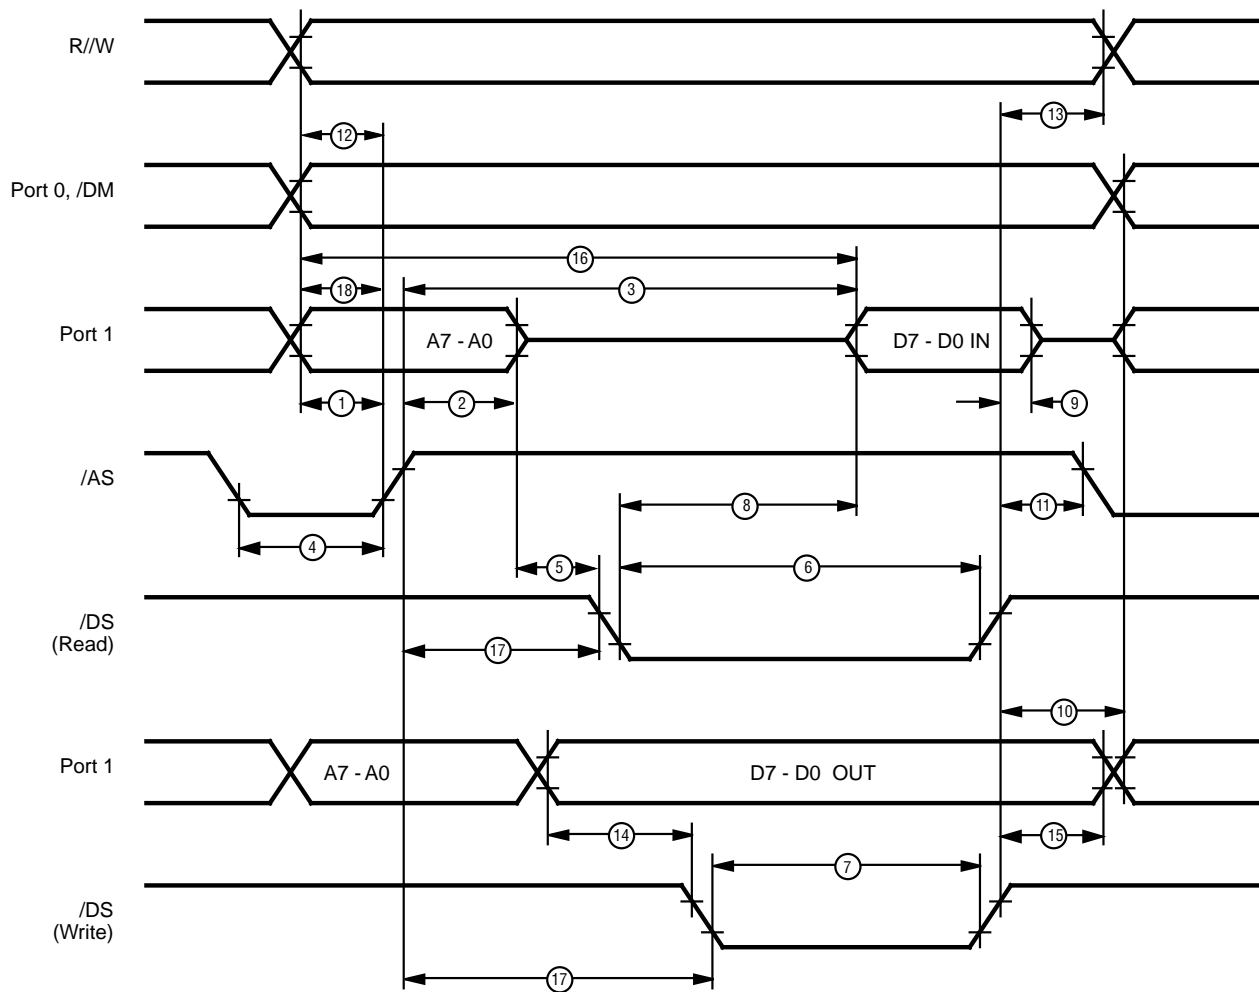 R//W
13
12
Port 0, /DM
16
18
3
Port 1
A7 - A0
D7 - D0 IN
1
2
9
/AS
8
11
4
5
6
/DS
(Read)
17
10
Port 1
A7 - A0
D7 - D0 OUT
14
15
7
/DS
(Write)
17